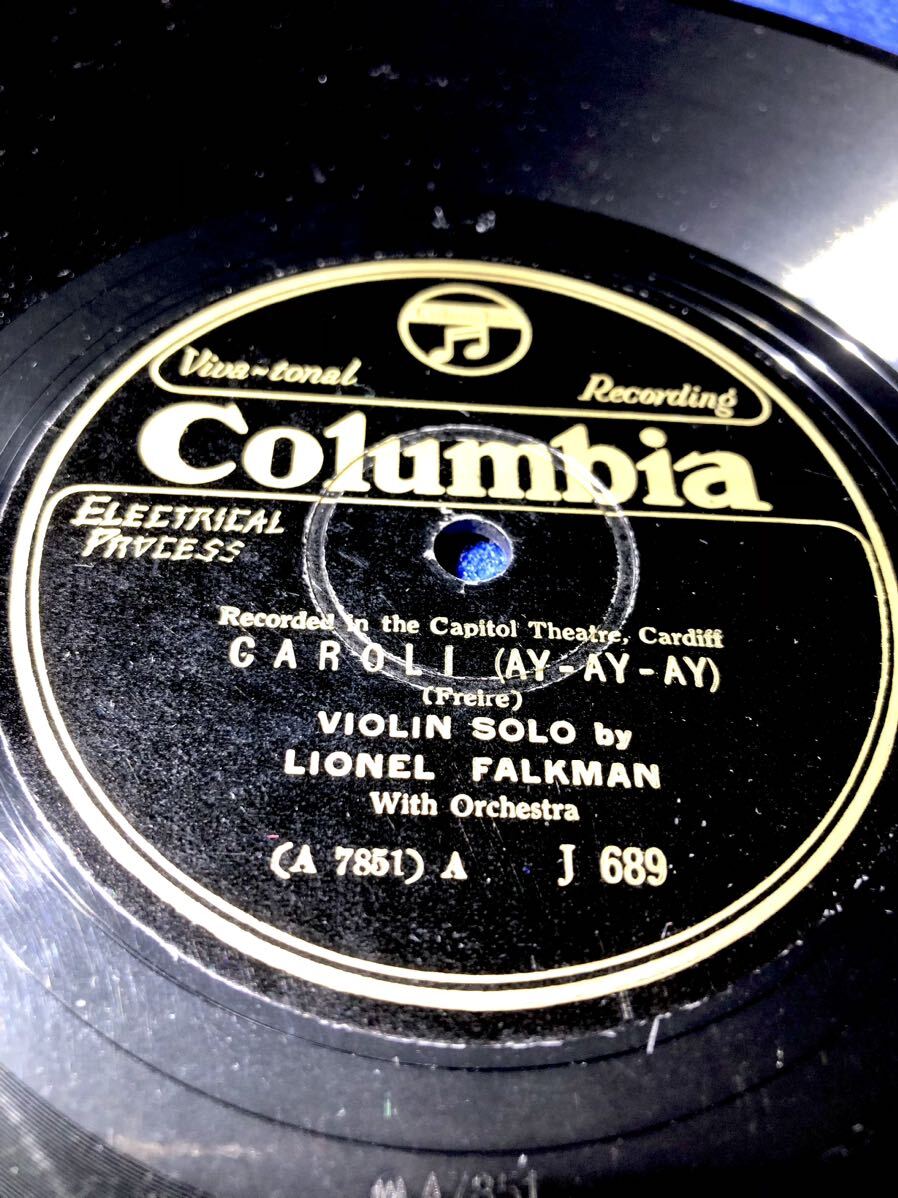 Viva-tonal Recording
Columbia
ELECTRICAL
PROCESS
Recorded in the Capitol Theatre, Cardiff
CAROLI (AY-AY-AY)
(Freire)
VIOLIN SOLO by
LIONEL FALKMAN
With Orchestra
(A 7851) A J 689
A7851